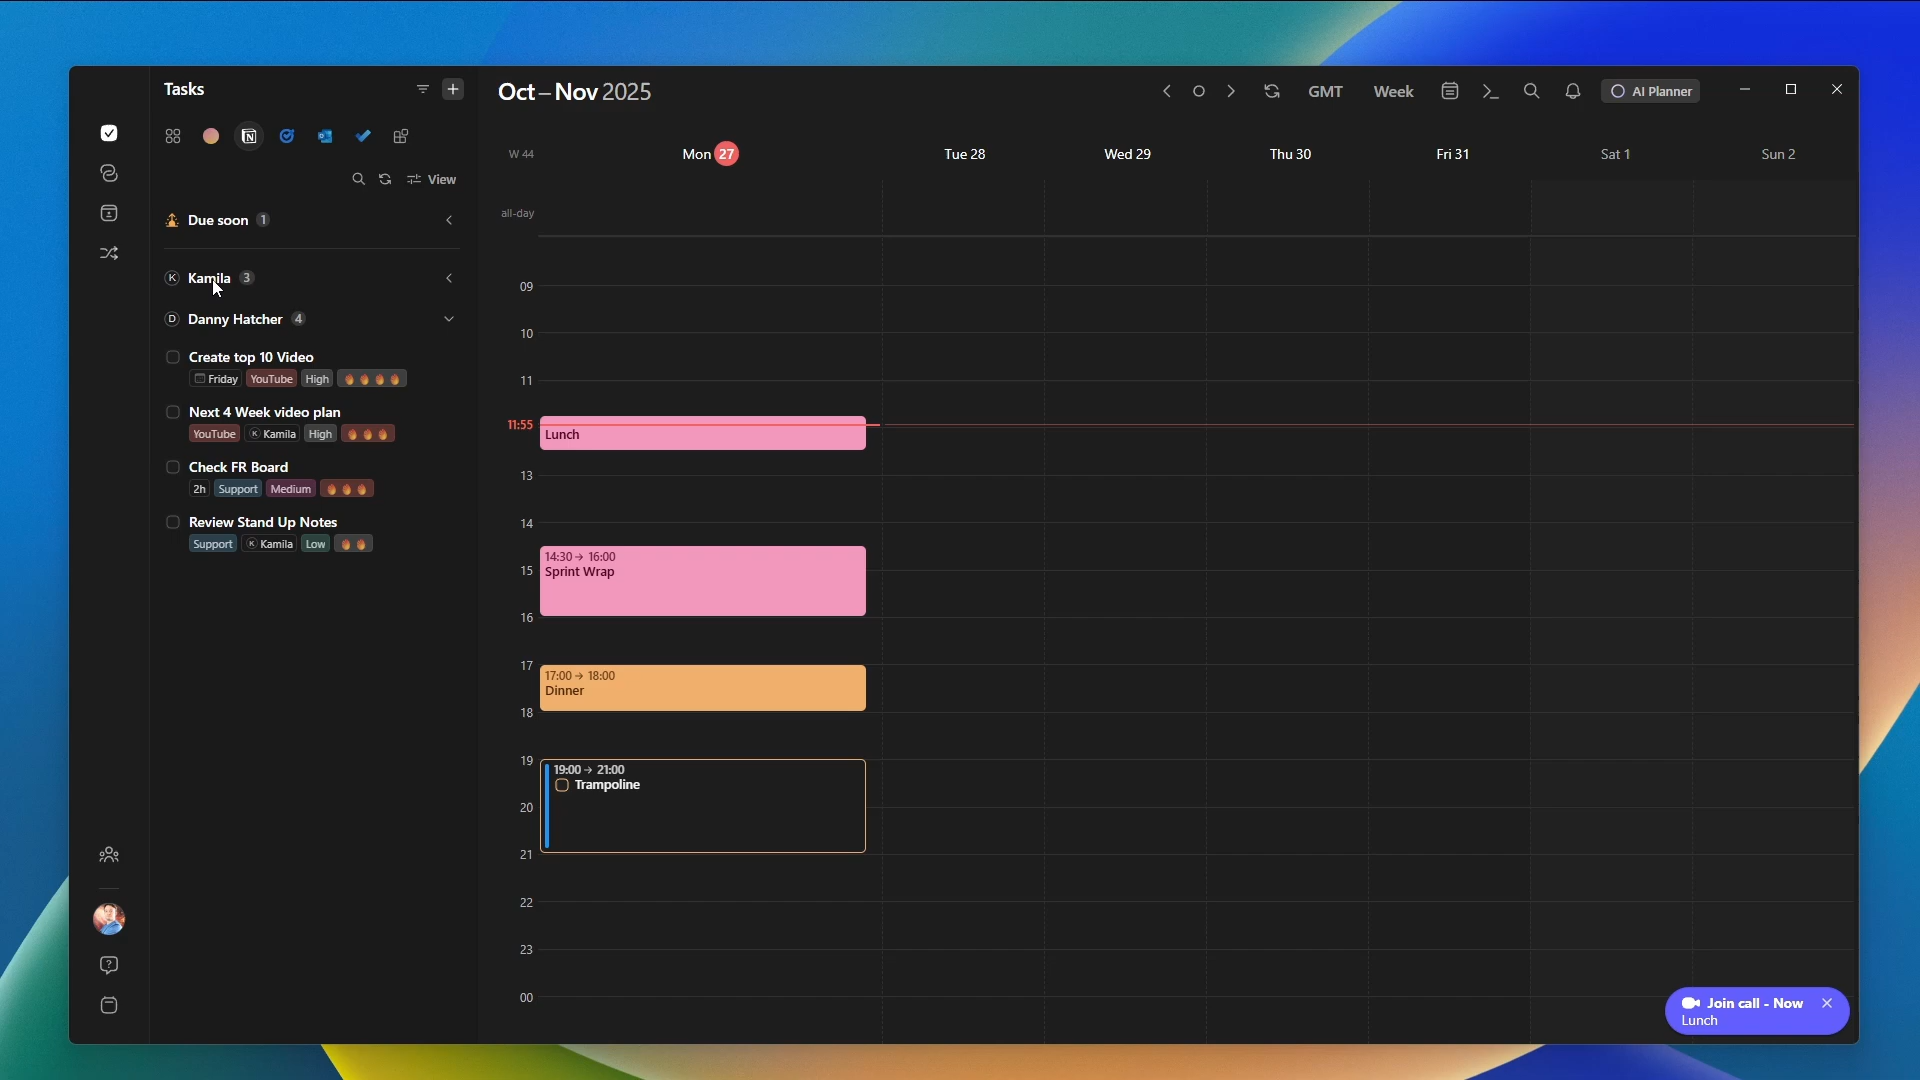 Tasks
Oct – Nov 2025
GMT
Week
AI Planner
W 44
Mon 27
Tue 28
Wed 29
Thu 30
Fri 31
Sat 1
Sun 2
View
Due soon 1
all-day
K Kamila 3
D Danny Hatcher 4
Create top 10 Video
Friday YouTube High
Next 4 Week video plan
YouTube K Kamila High
Check FR Board
2h Support Medium
Review Stand Up Notes
Support K Kamila Low
09
10
11
11:55
Lunch
13
14
14:30 → 16:00
15
Sprint Wrap
16
17
17:00 → 18:00
Dinner
18
19
19:00 → 21:00
Trampoline
20
21
22
23
00
Join call - Now
Lunch